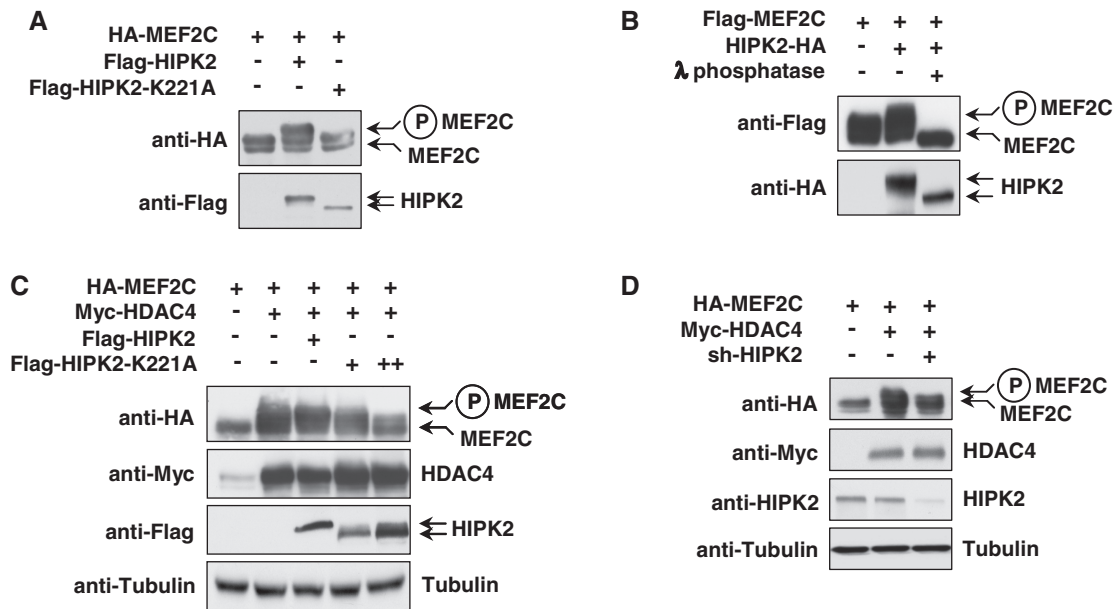 A
HA-MEF2C + + +
Flag-HIPK2 - + -
Flag-HIPK2-K221A - - +
anti-HA
P MEF2C
MEF2C
anti-Flag
HIPK2
B
Flag-MEF2C + + +
HIPK2-HA - + +
λ phosphatase - - +
anti-Flag
P MEF2C
MEF2C
anti-HA
HIPK2
C
HA-MEF2C + + + + +
Myc-HDAC4 - + + + +
Flag-HIPK2 - - + - -
Flag-HIPK2-K221A - - - + ++
anti-HA
P MEF2C
MEF2C
anti-Myc HDAC4
anti-Flag HIPK2
anti-Tubulin Tubulin
D
HA-MEF2C + + +
Myc-HDAC4 - + +
sh-HIPK2 - - +
anti-HA
P MEF2C
MEF2C
anti-Myc HDAC4
anti-HIPK2 HIPK2
anti-Tubulin Tubulin